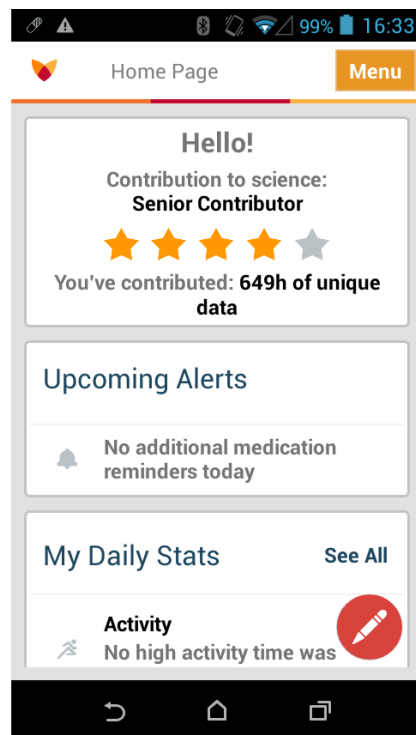 99% 16:33
Home Page Menu
Hello!
Contribution to science:
Senior Contributor
You've contributed: 649h of unique
data
Upcoming Alerts
No additional medication
reminders today
My Daily Stats See All
Activity
No high activity time was